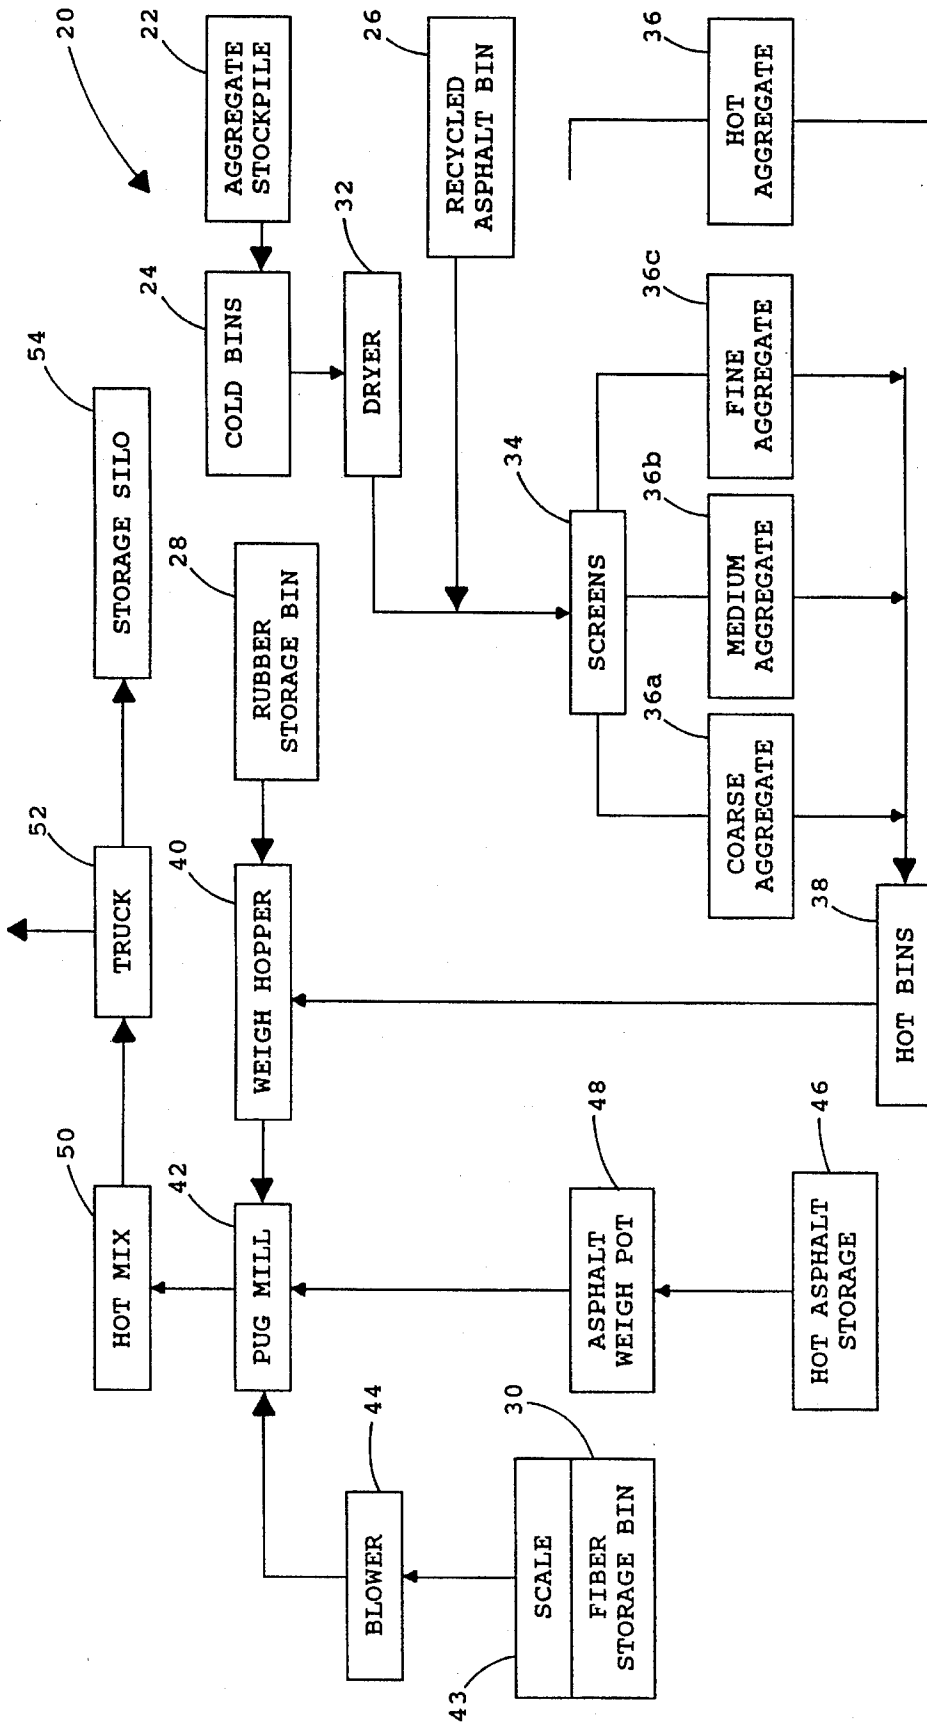 20
54
STORAGE SILO
52
TRUCK
50
HOT MIX
22
AGGREGATE
STOCKPILE
24
COLD BINS
28
RUBBER
STORAGE BIN
40
WEIGH HOPPER
42
PUG MILL
32
DRYER
44
BLOWER
26
RECYCLED
ASPHALT BIN
34
SCREENS
48
ASPHALT
WEIGH POT
43
SCALE
30
FIBER
STORAGE BIN
36
HOT
AGGREGATE
36c
FINE
AGGREGATE
36b
MEDIUM
AGGREGATE
36a
COARSE
AGGREGATE
46
HOT ASPHALT
STORAGE
38
HOT BINS